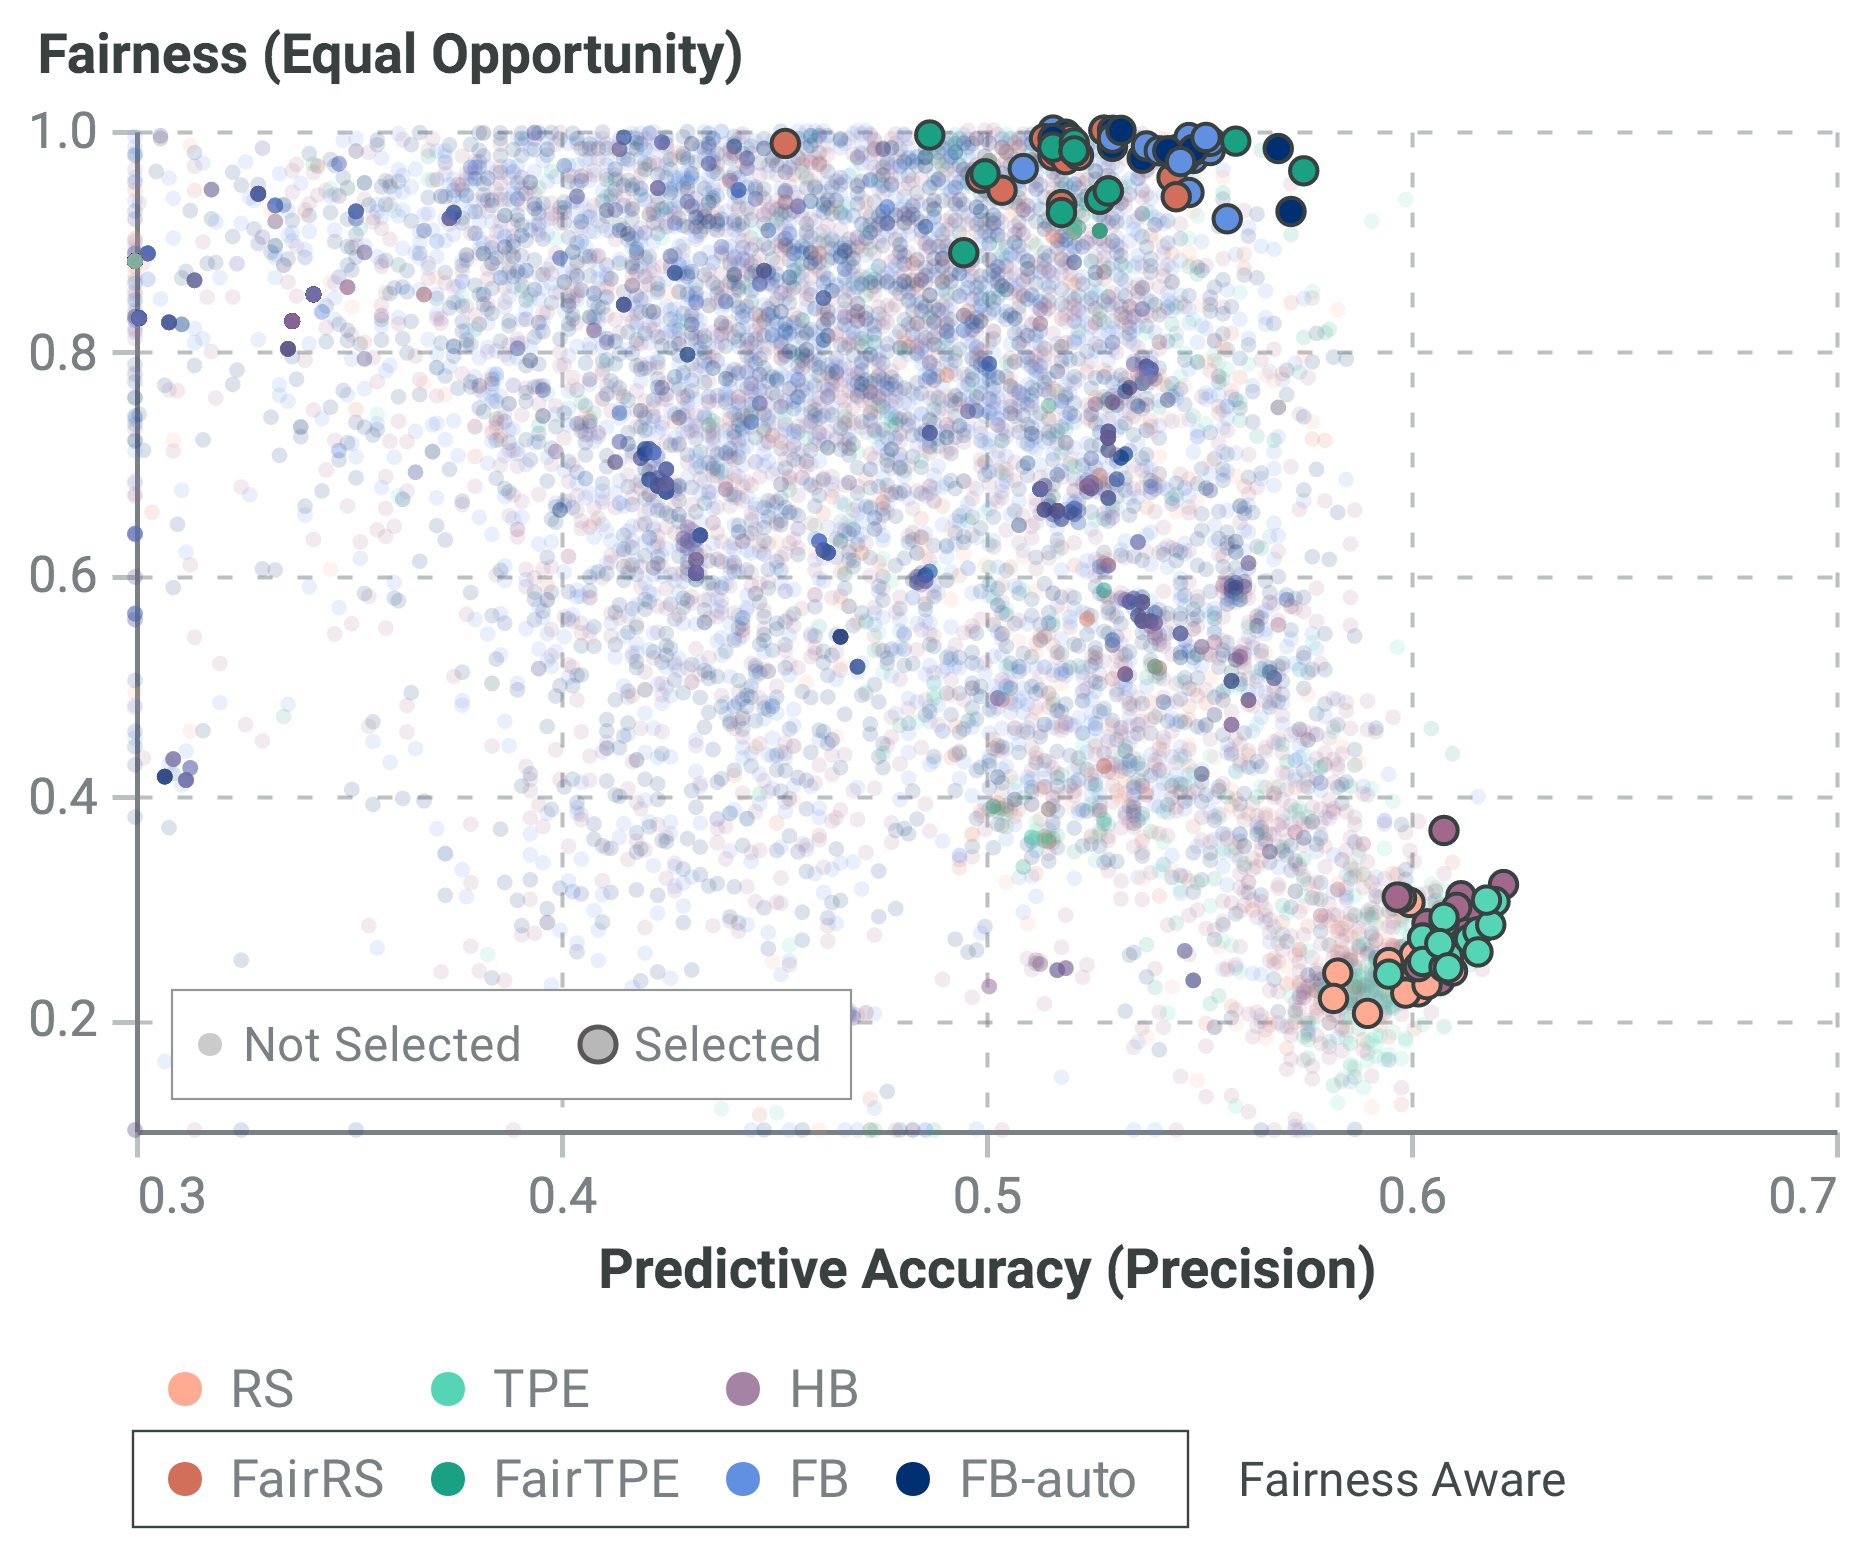 Fairness (Equal Opportunity)
1.0
0.8
0.6
0.4
0.2
Not Selected Selected
0.3 0.4 0.5 0.6 0.7
Predictive Accuracy (Precision)
RS TPE HB
FairRS FairTPE FB FB-auto Fairness Aware